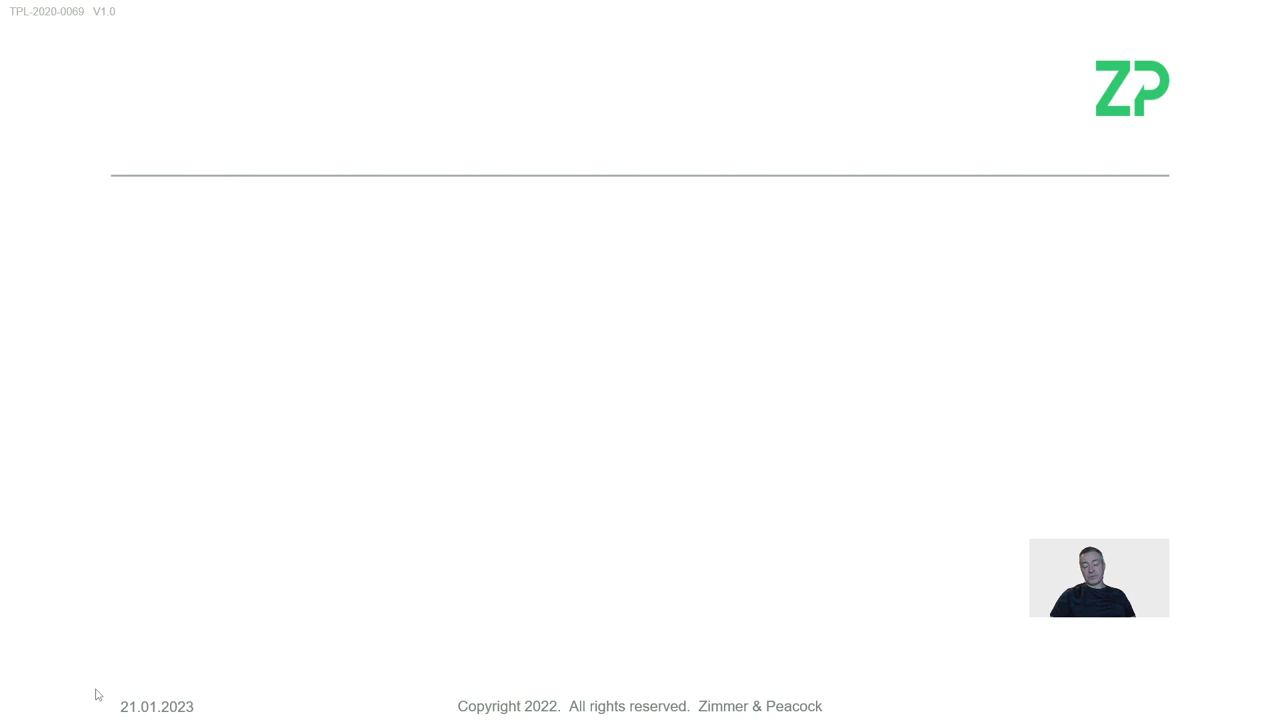 TPL-2020-0069 V1.0
ZP
21.01.2023
Copyright 2022. All rights reserved. Zimmer & Peacock